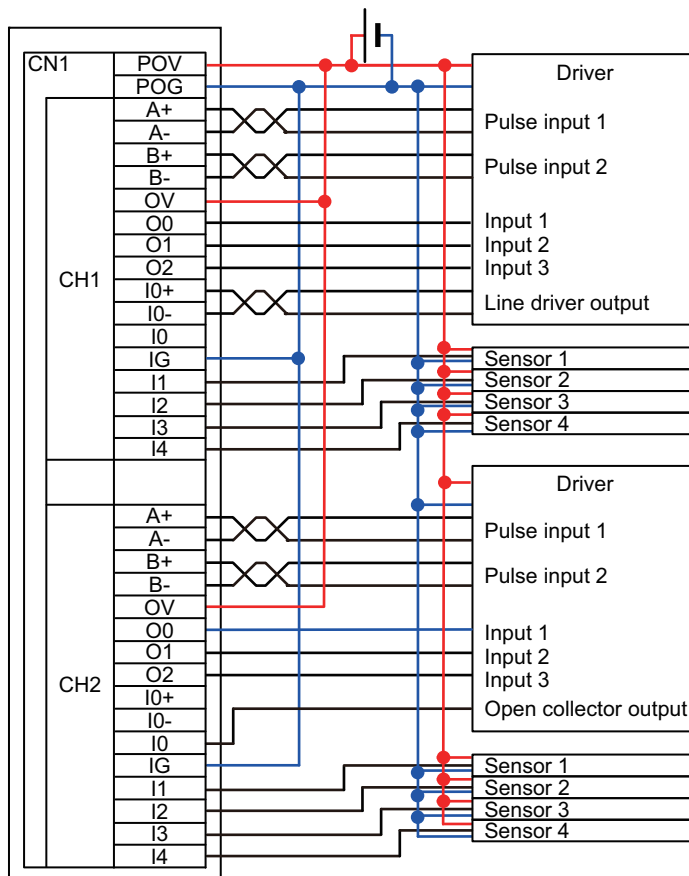 CN1
POV
POG
CH1
A+
A-
B+
B-
OV
O0
O1
O2
I0+
I0-
I0
IG
I1
I2
I3
I4
CH2
A+
A-
B+
B-
OV
O0
O1
O2
I0+
I0-
I0
IG
I1
I2
I3
I4
Driver
Pulse input 1
Pulse input 2
Input 1
Input 2
Input 3
Line driver output
Sensor 1
Sensor 2
Sensor 3
Sensor 4
Driver
Pulse input 1
Pulse input 2
Input 1
Input 2
Input 3
Open collector output
Sensor 1
Sensor 2
Sensor 3
Sensor 4